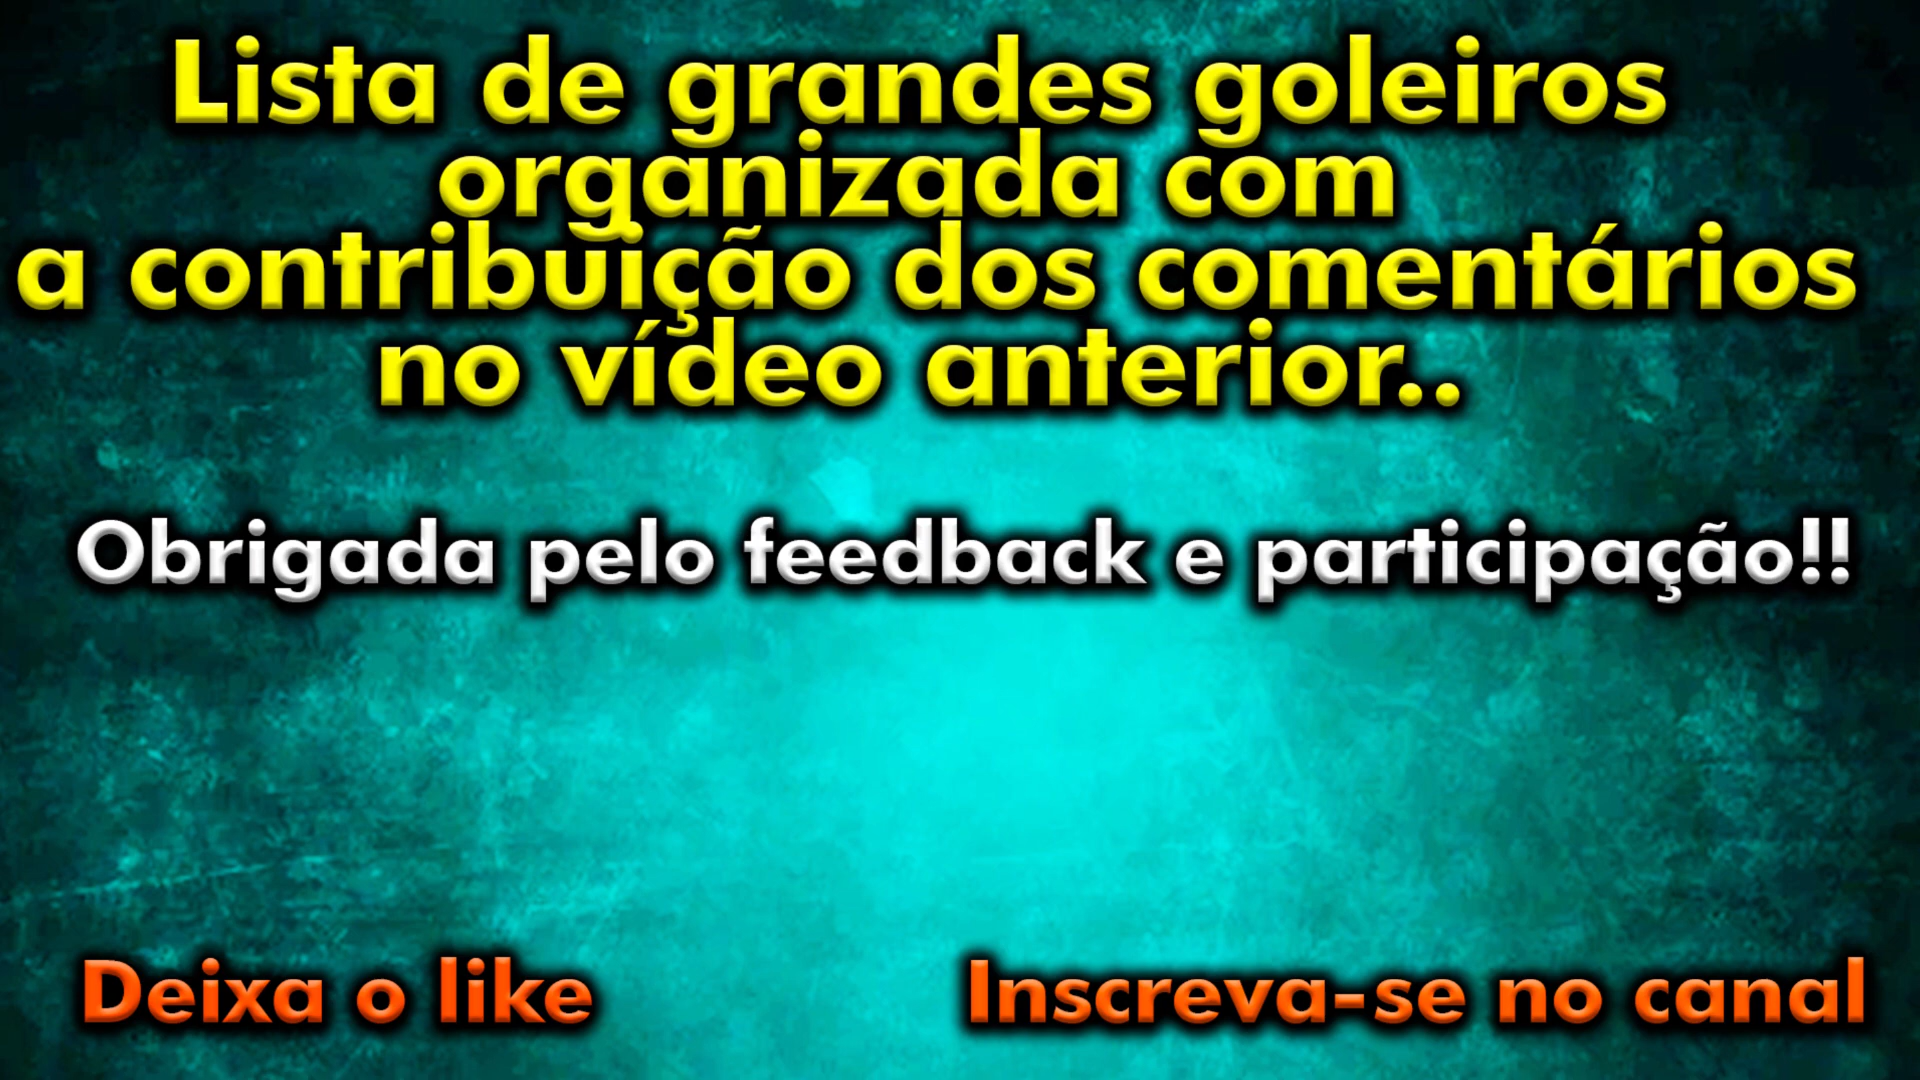 Lista de grandes goleiros
organizada com
a contribuição dos comentários
no vídeo anterior..
Obrigada pelo feedback e participação!!
Deixa o like
Inscreva-se no canal